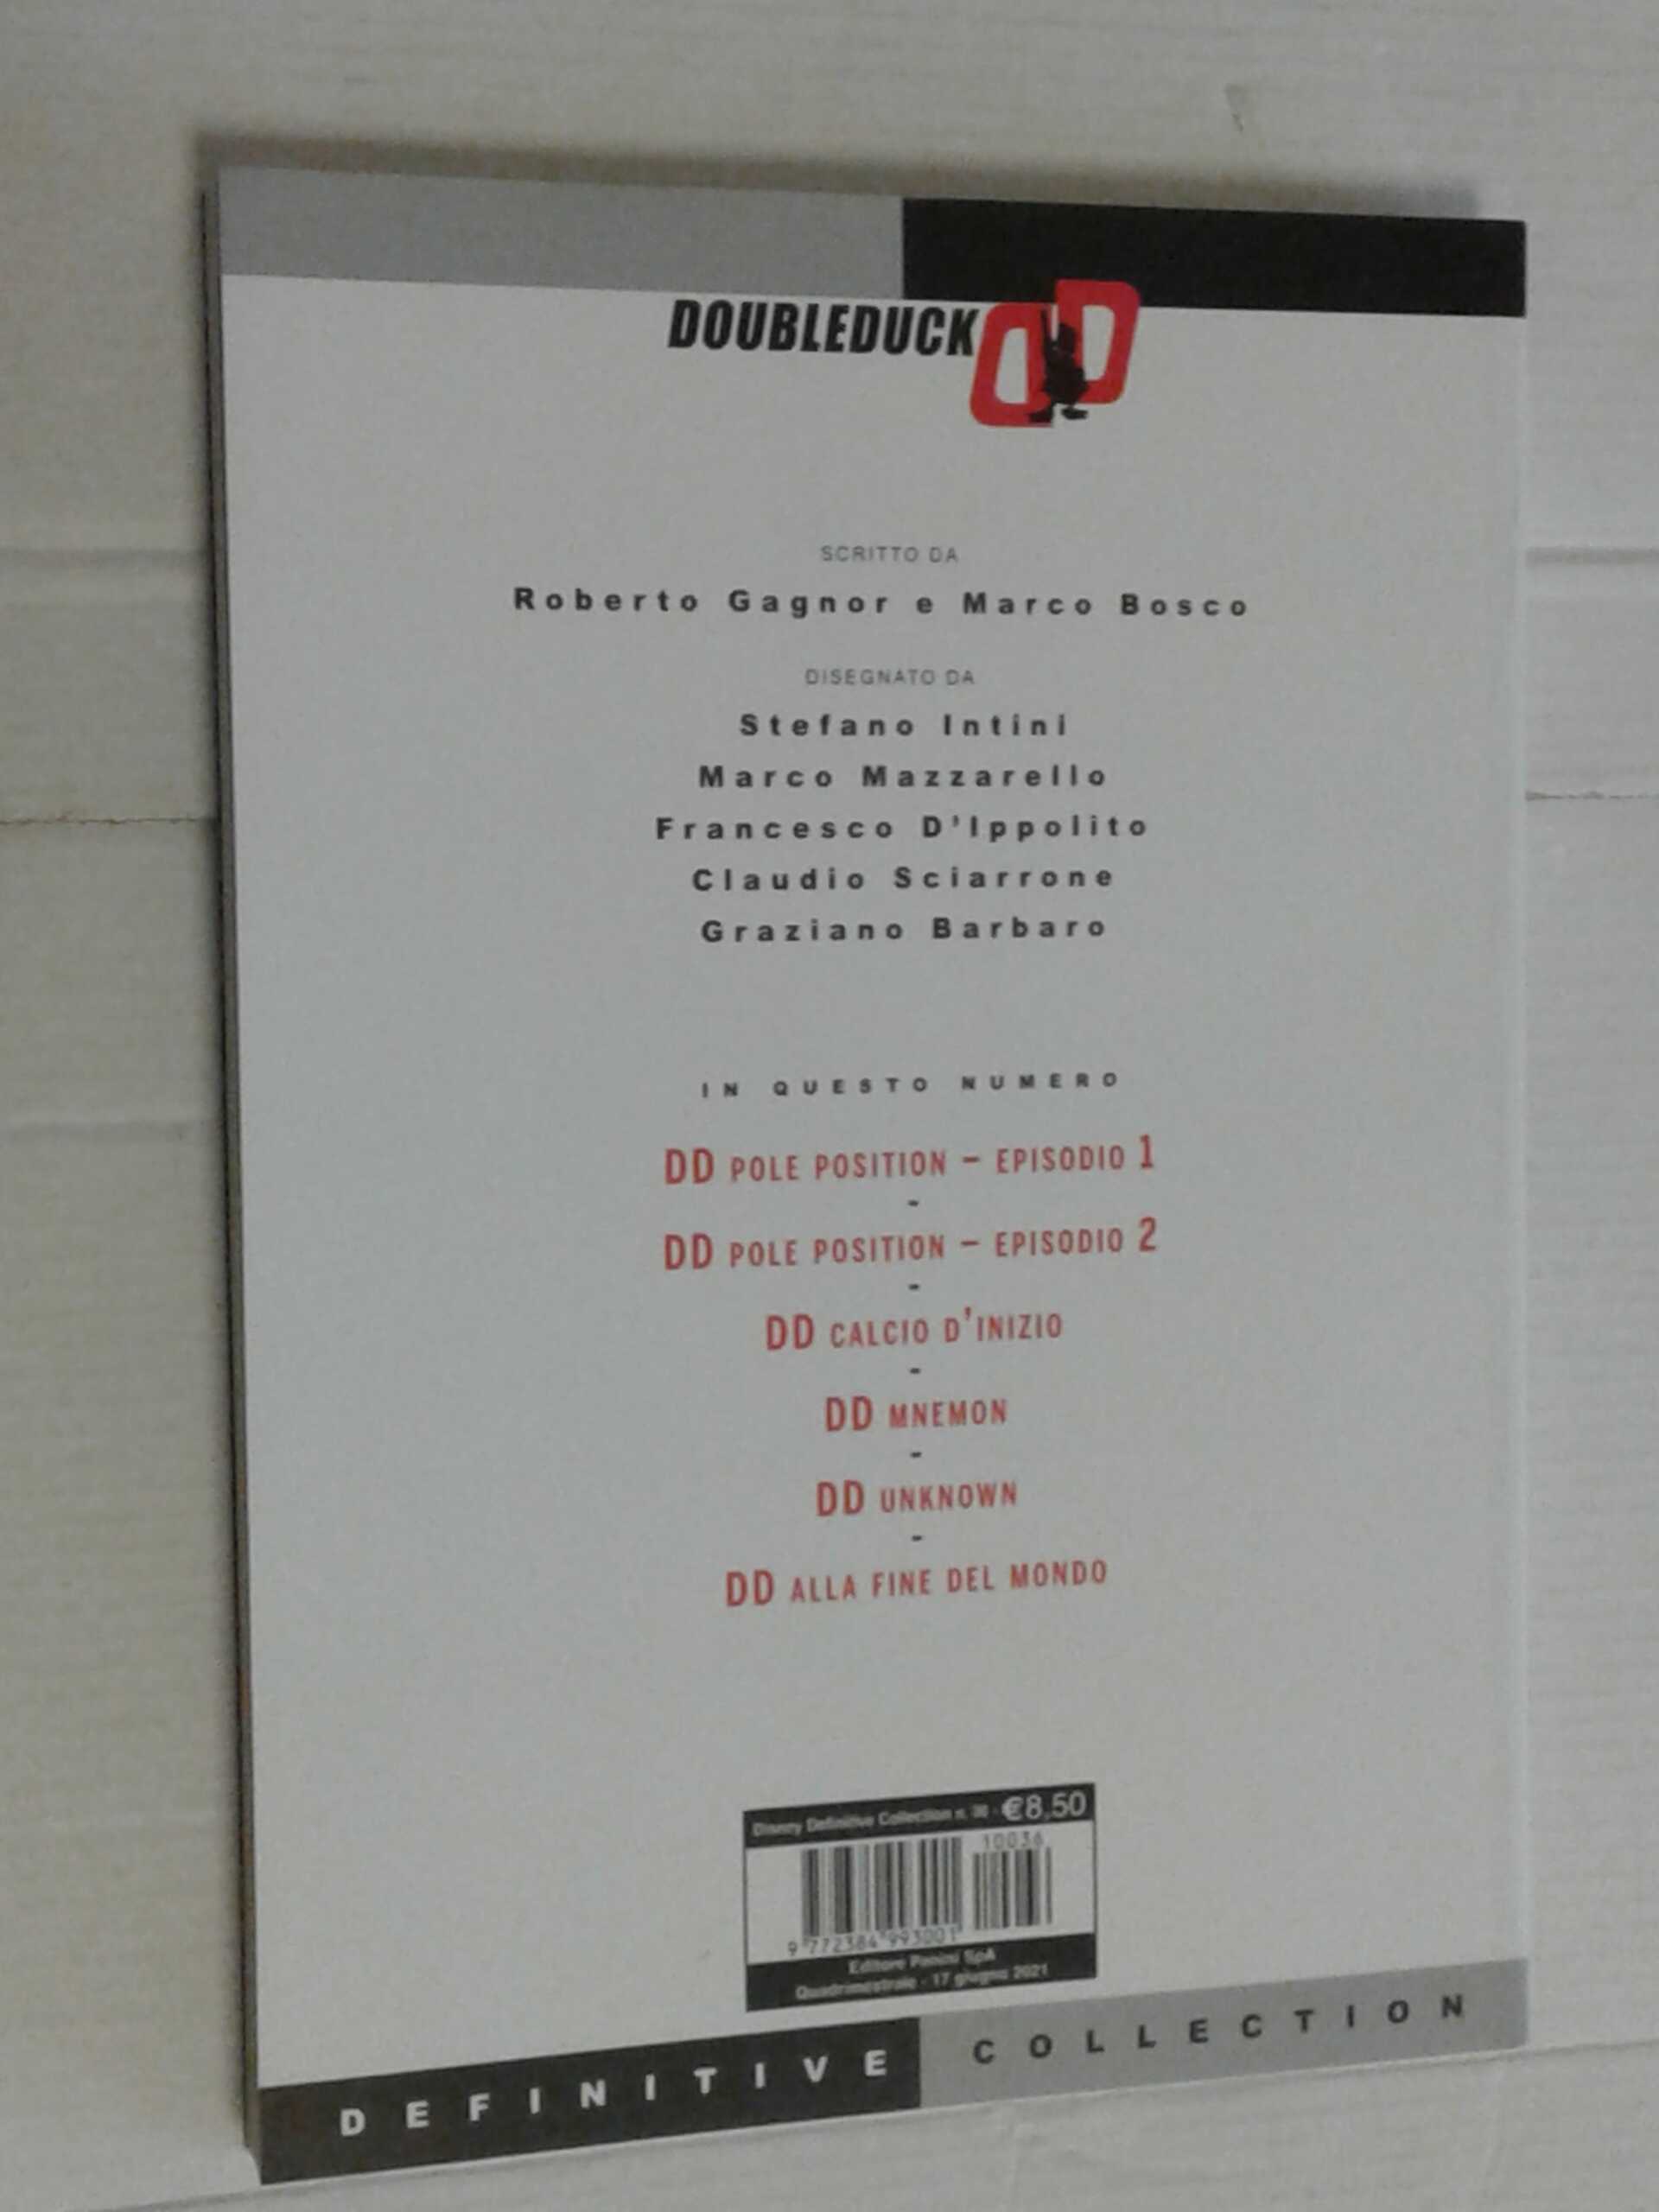 DOUBLEDUCK DD
SCRITTO DA
Roberto Gagnor e Marco Bosco
DISEGNATO DA
Stefano Intini
Marco Mazzarello
Francesco D'Ippolito
Claudio Sciarrone
Graziano Barbaro
IN QUESTO NUMERO
DD POLE POSITION – EPISODIO 1
-
DD POLE POSITION – EPISODIO 2
-
DD CALCIO D'INIZIO
-
DD MNEMON
-
DD UNKNOWN
-
DD ALLA FINE DEL MONDO
Disney Definitive Collection n. - €8,50
10036
9 772384 993001
Editore Panini SpA
Quadrimestrale - 17 giugno 2021
DEFINITIVE COLLECTION